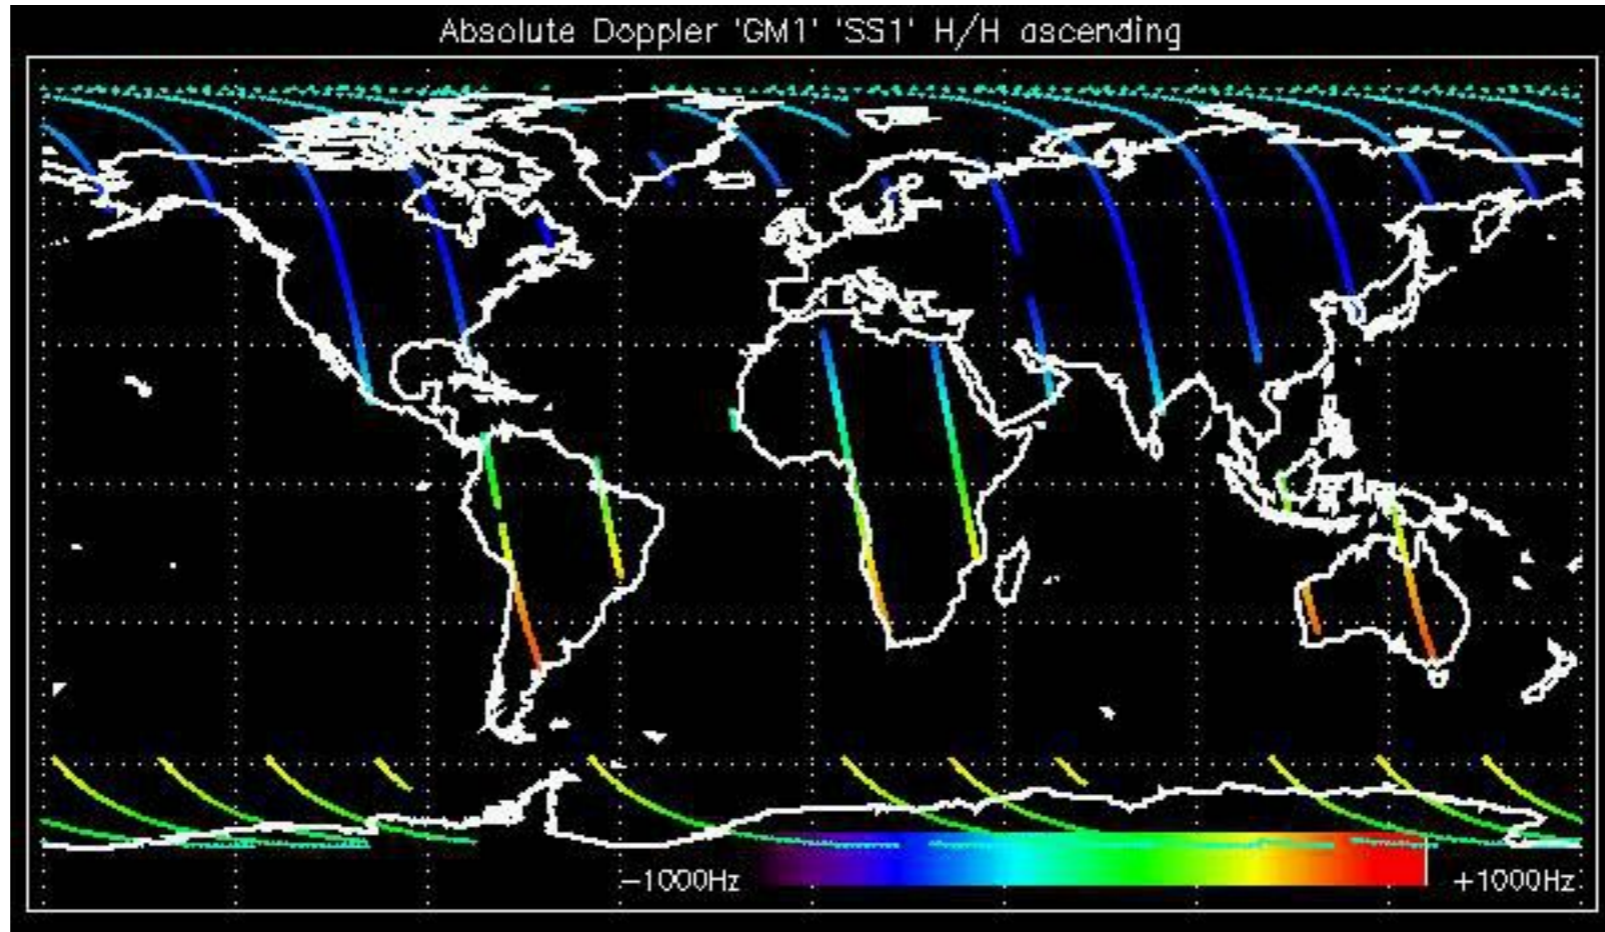 Absolute Doppler 'GM1' 'SS1' H/H ascending
−1000Hz +1000Hz